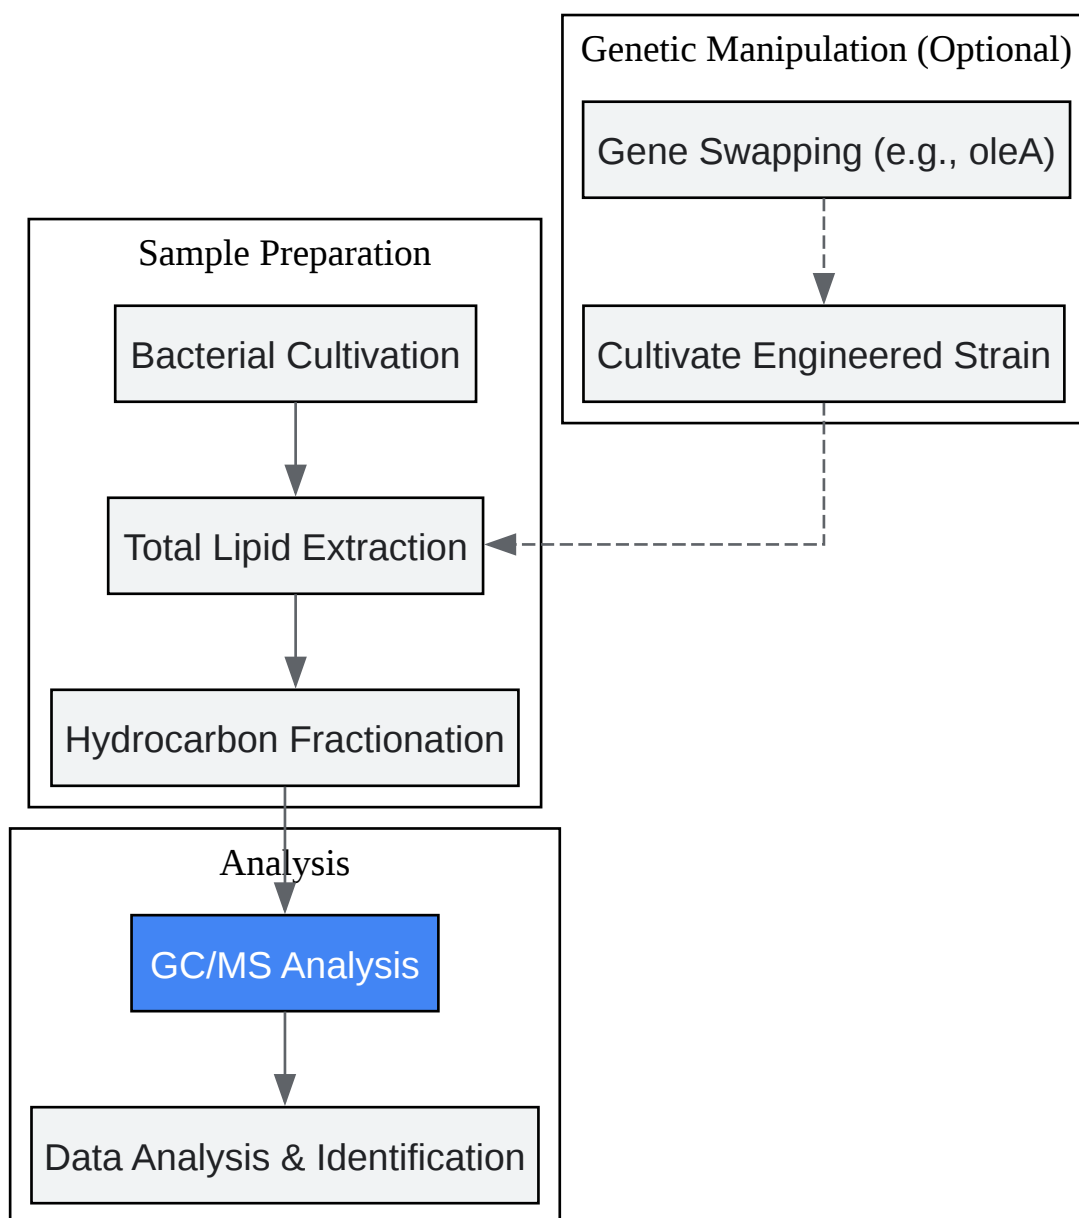 Genetic Manipulation (Optional)
Gene Swapping (e.g., oleA)
Cultivate Engineered Strain
Sample Preparation
Bacterial Cultivation
Total Lipid Extraction
Hydrocarbon Fractionation
Analysis
GC/MS Analysis
Data Analysis & Identification